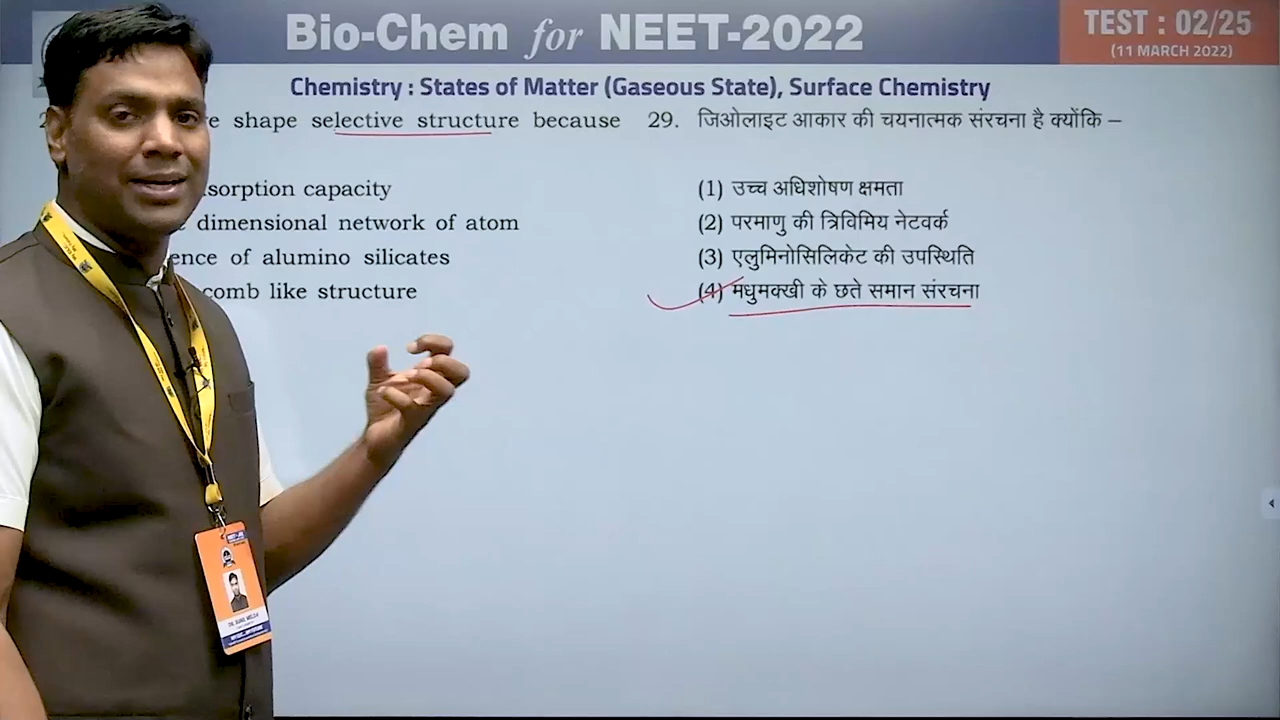 Bio-Chem for NEET-2022
TEST : 02/25
(11 MARCH 2022)
Chemistry : States of Matter (Gaseous State), Surface Chemistry
shape selective structure because
dimensional network of atom
of alumino silicates
like structure
capacity
29. जिओलाइट आकार की चयनात्मक संरचना है क्योंकि –
(1) उच्च अधिशोषण क्षमता
(2) परमाणु की त्रिविमिय नेटवर्क
(3) एलुमिनोसिलिकेट की उपस्थिति
(4) मधुमक्खी के छते समान संरचना